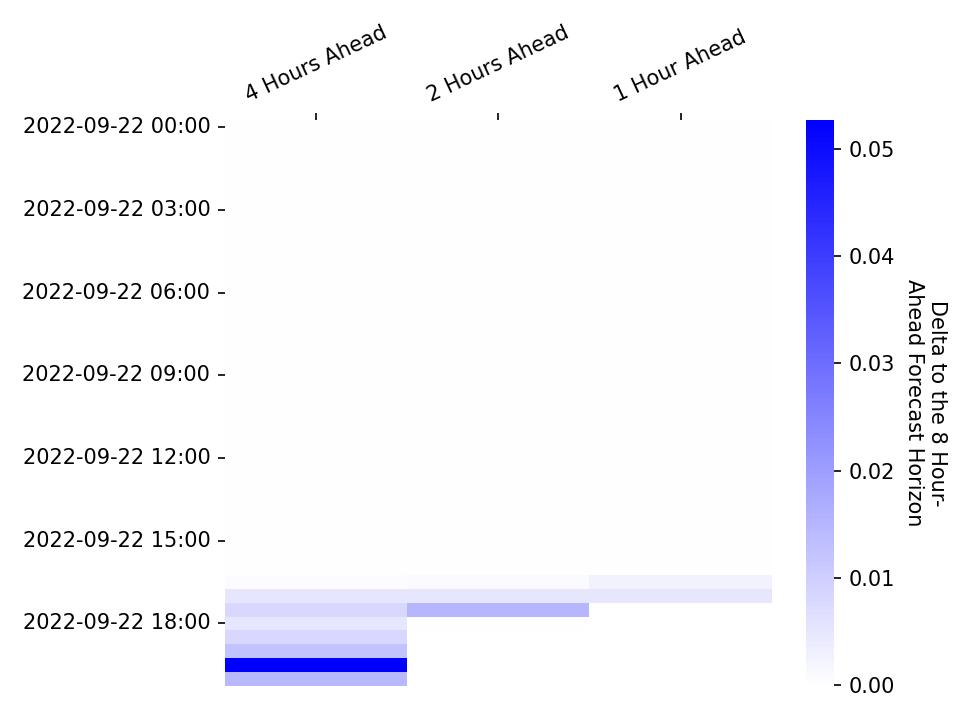 4 Hours Ahead
2 Hours Ahead
1 Hour Ahead
2022-09-22 00:00
2022-09-22 03:00
2022-09-22 06:00
2022-09-22 09:00
2022-09-22 12:00
2022-09-22 15:00
2022-09-22 18:00
0.05
0.04
0.03
0.02
0.01
0.00
Delta to the 8 Hour-
Ahead Forecast Horizon